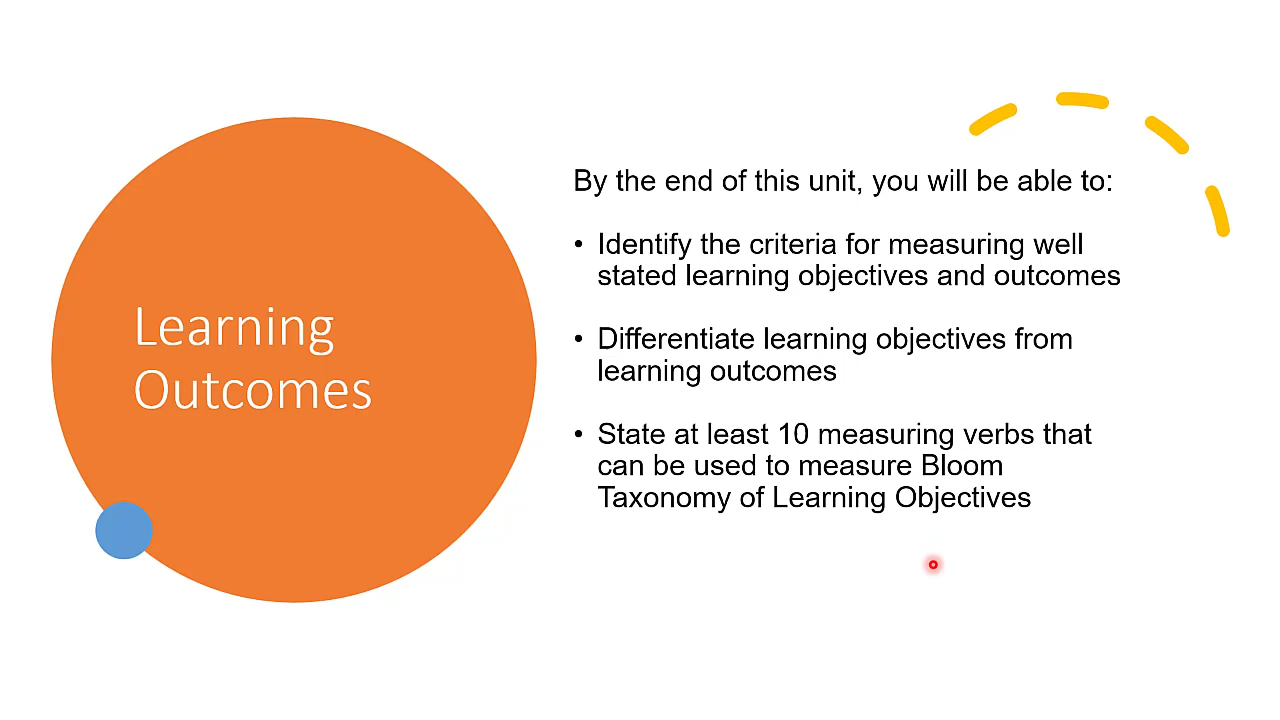 Learning
Outcomes
By the end of this unit, you will be able to:
• Identify the criteria for measuring well
stated learning objectives and outcomes
• Differentiate learning objectives from
learning outcomes
• State at least 10 measuring verbs that
can be used to measure Bloom
Taxonomy of Learning Objectives